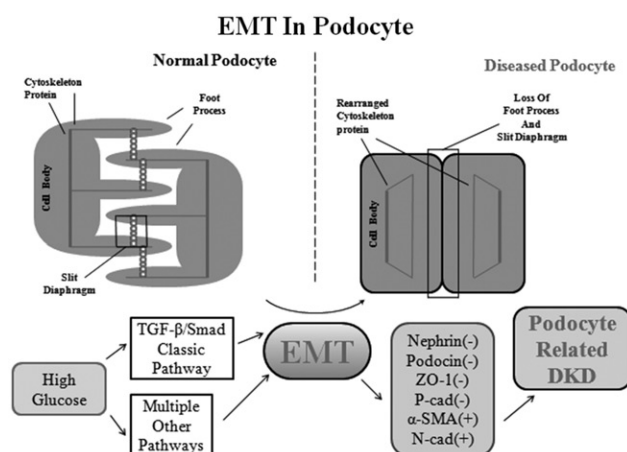 EMT In Podocyte
Normal Podocyte
Diseased Podocyte
Cytoskeleton
Protein
Foot
Process
Cell Body
Slit
Diaphragm
Rearranged
Cytoskeleton
protein
Loss Of
Foot Process
And
Slit Diaphragm
Cell Body
High
Glucose
TGF-β/Smad
Classic
Pathway
Multiple
Other
Pathways
EMT
Nephrin(-)
Podocin(-)
ZO-1(-)
P-cad(-)
α-SMA(+)
N-cad(+)
Podocyte
Related
DKD